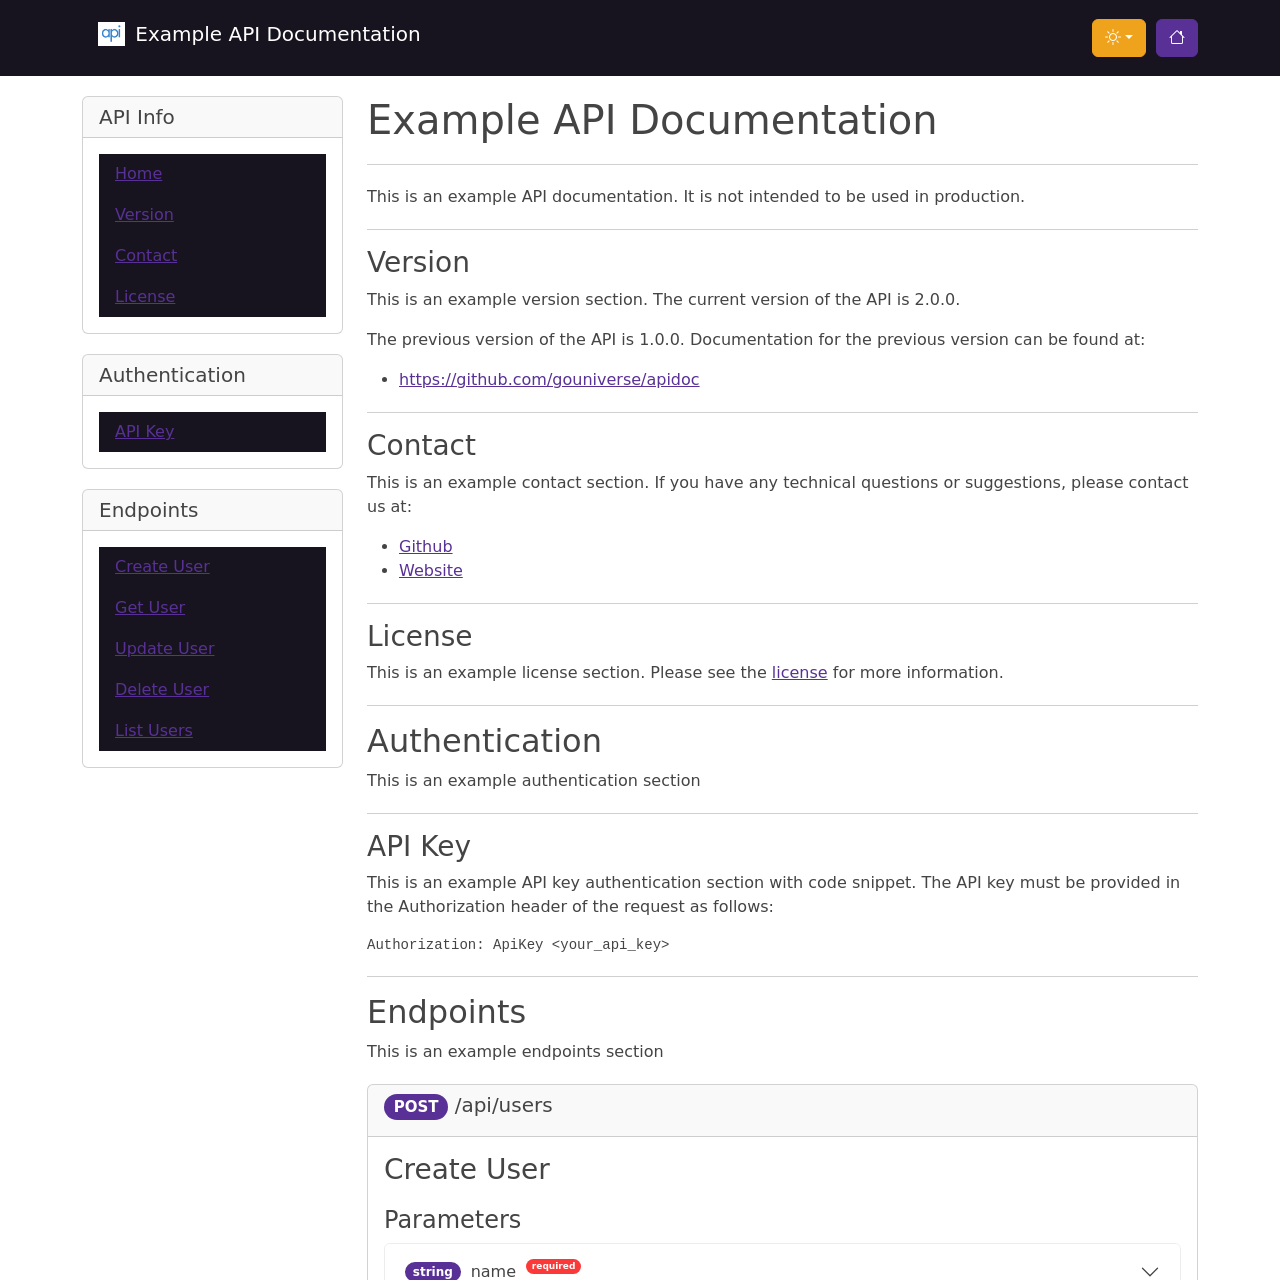 api Example API Documentation
API Info
Home
Version
Contact
License
Authentication
API Key
Endpoints
Create User
Get User
Update User
Delete User
List Users
Example API Documentation
This is an example API documentation. It is not intended to be used in production.
Version
This is an example version section. The current version of the API is 2.0.0.
The previous version of the API is 1.0.0. Documentation for the previous version can be found at:
https://github.com/gouniverse/apidoc
Contact
This is an example contact section. If you have any technical questions or suggestions, please contact
us at:
Github
Website
License
This is an example license section. Please see the license for more information.
Authentication
This is an example authentication section
API Key
This is an example API key authentication section with code snippet. The API key must be provided in
the Authorization header of the request as follows:
Authorization: ApiKey <your_api_key>
Endpoints
This is an example endpoints section
POST /api/users
Create User
Parameters
string name required